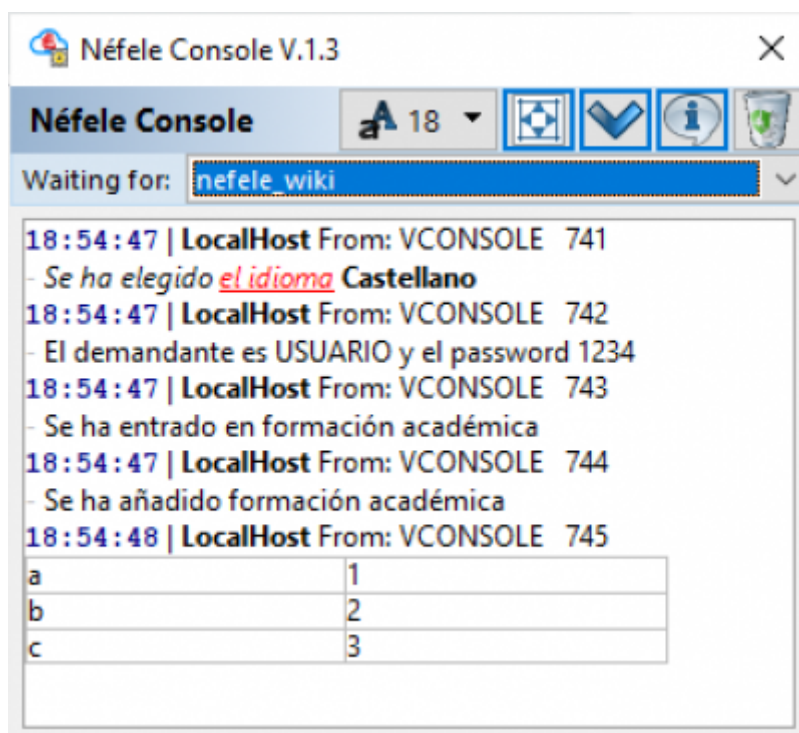 Néfele Console V.1.3
Néfele Console aA 18
Waiting for: nefele_wiki
18:54:47 | LocalHost From: VCONSOLE 741
- Se ha elegido el idioma Castellano
18:54:47 | LocalHost From: VCONSOLE 742
- El demandante es USUARIO y el password 1234
18:54:47 | LocalHost From: VCONSOLE 743
- Se ha entrado en formación académica
18:54:47 | LocalHost From: VCONSOLE 744
- Se ha añadido formación académica
18:54:48 | LocalHost From: VCONSOLE 745
a 1
b 2
c 3